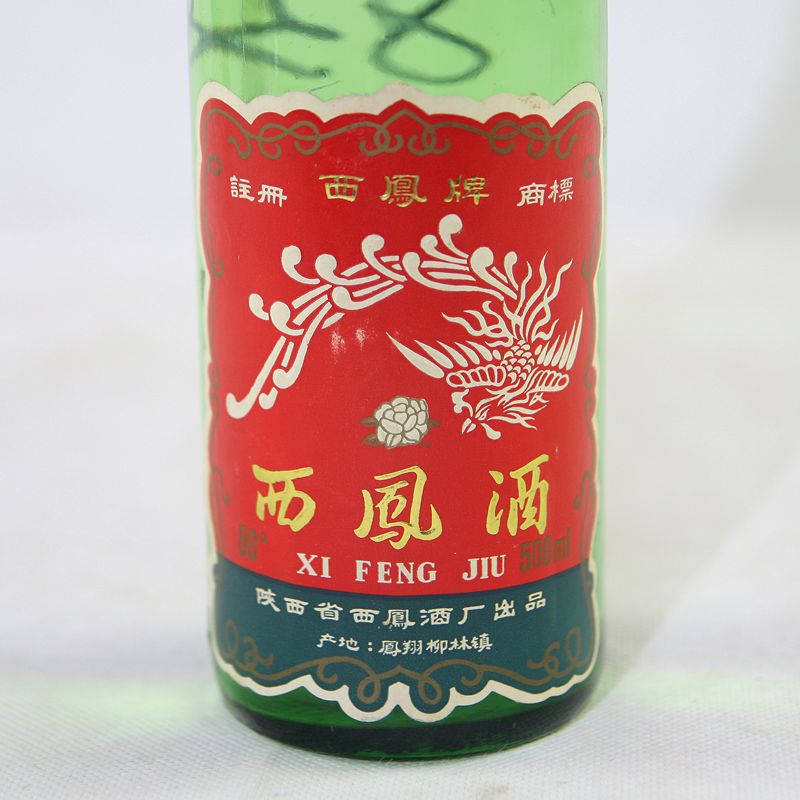 註冊 西鳳牌 商標
西鳳酒
60° XI FENG JIU 500ml
陕西省西鳳酒厂出品
产地：鳳翔柳林镇